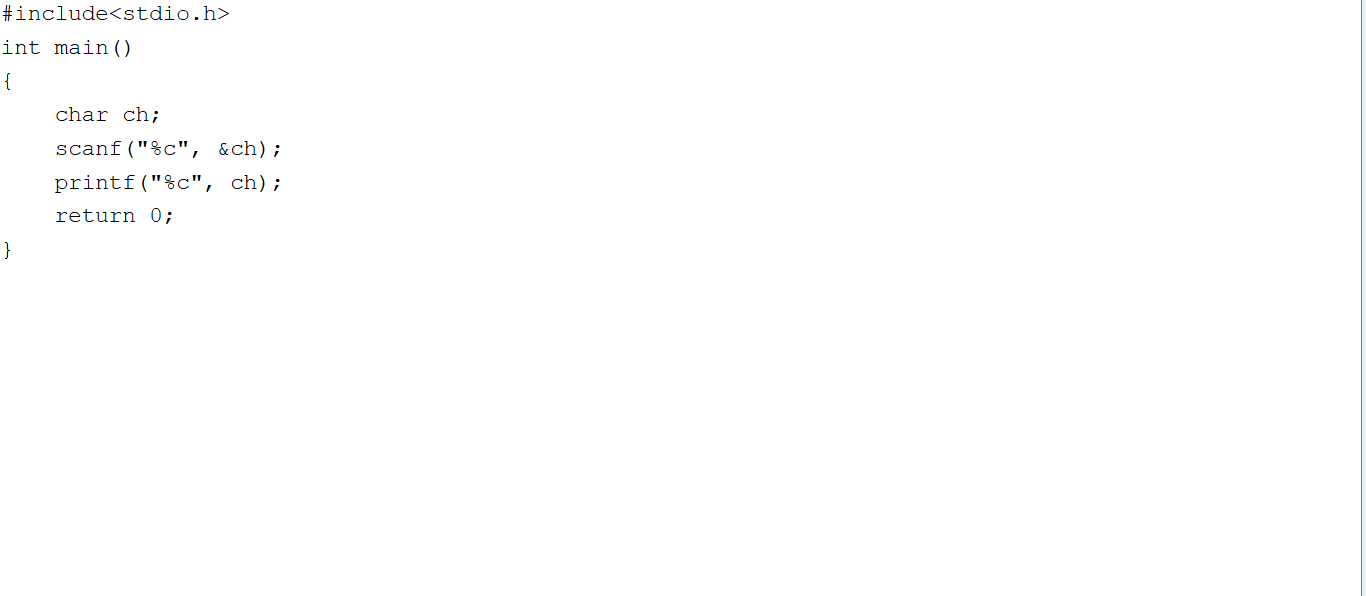 #include<stdio.h>
int main()
{
    char ch;
    scanf("%c", &ch);
    printf("%c", ch);
    return 0;
}